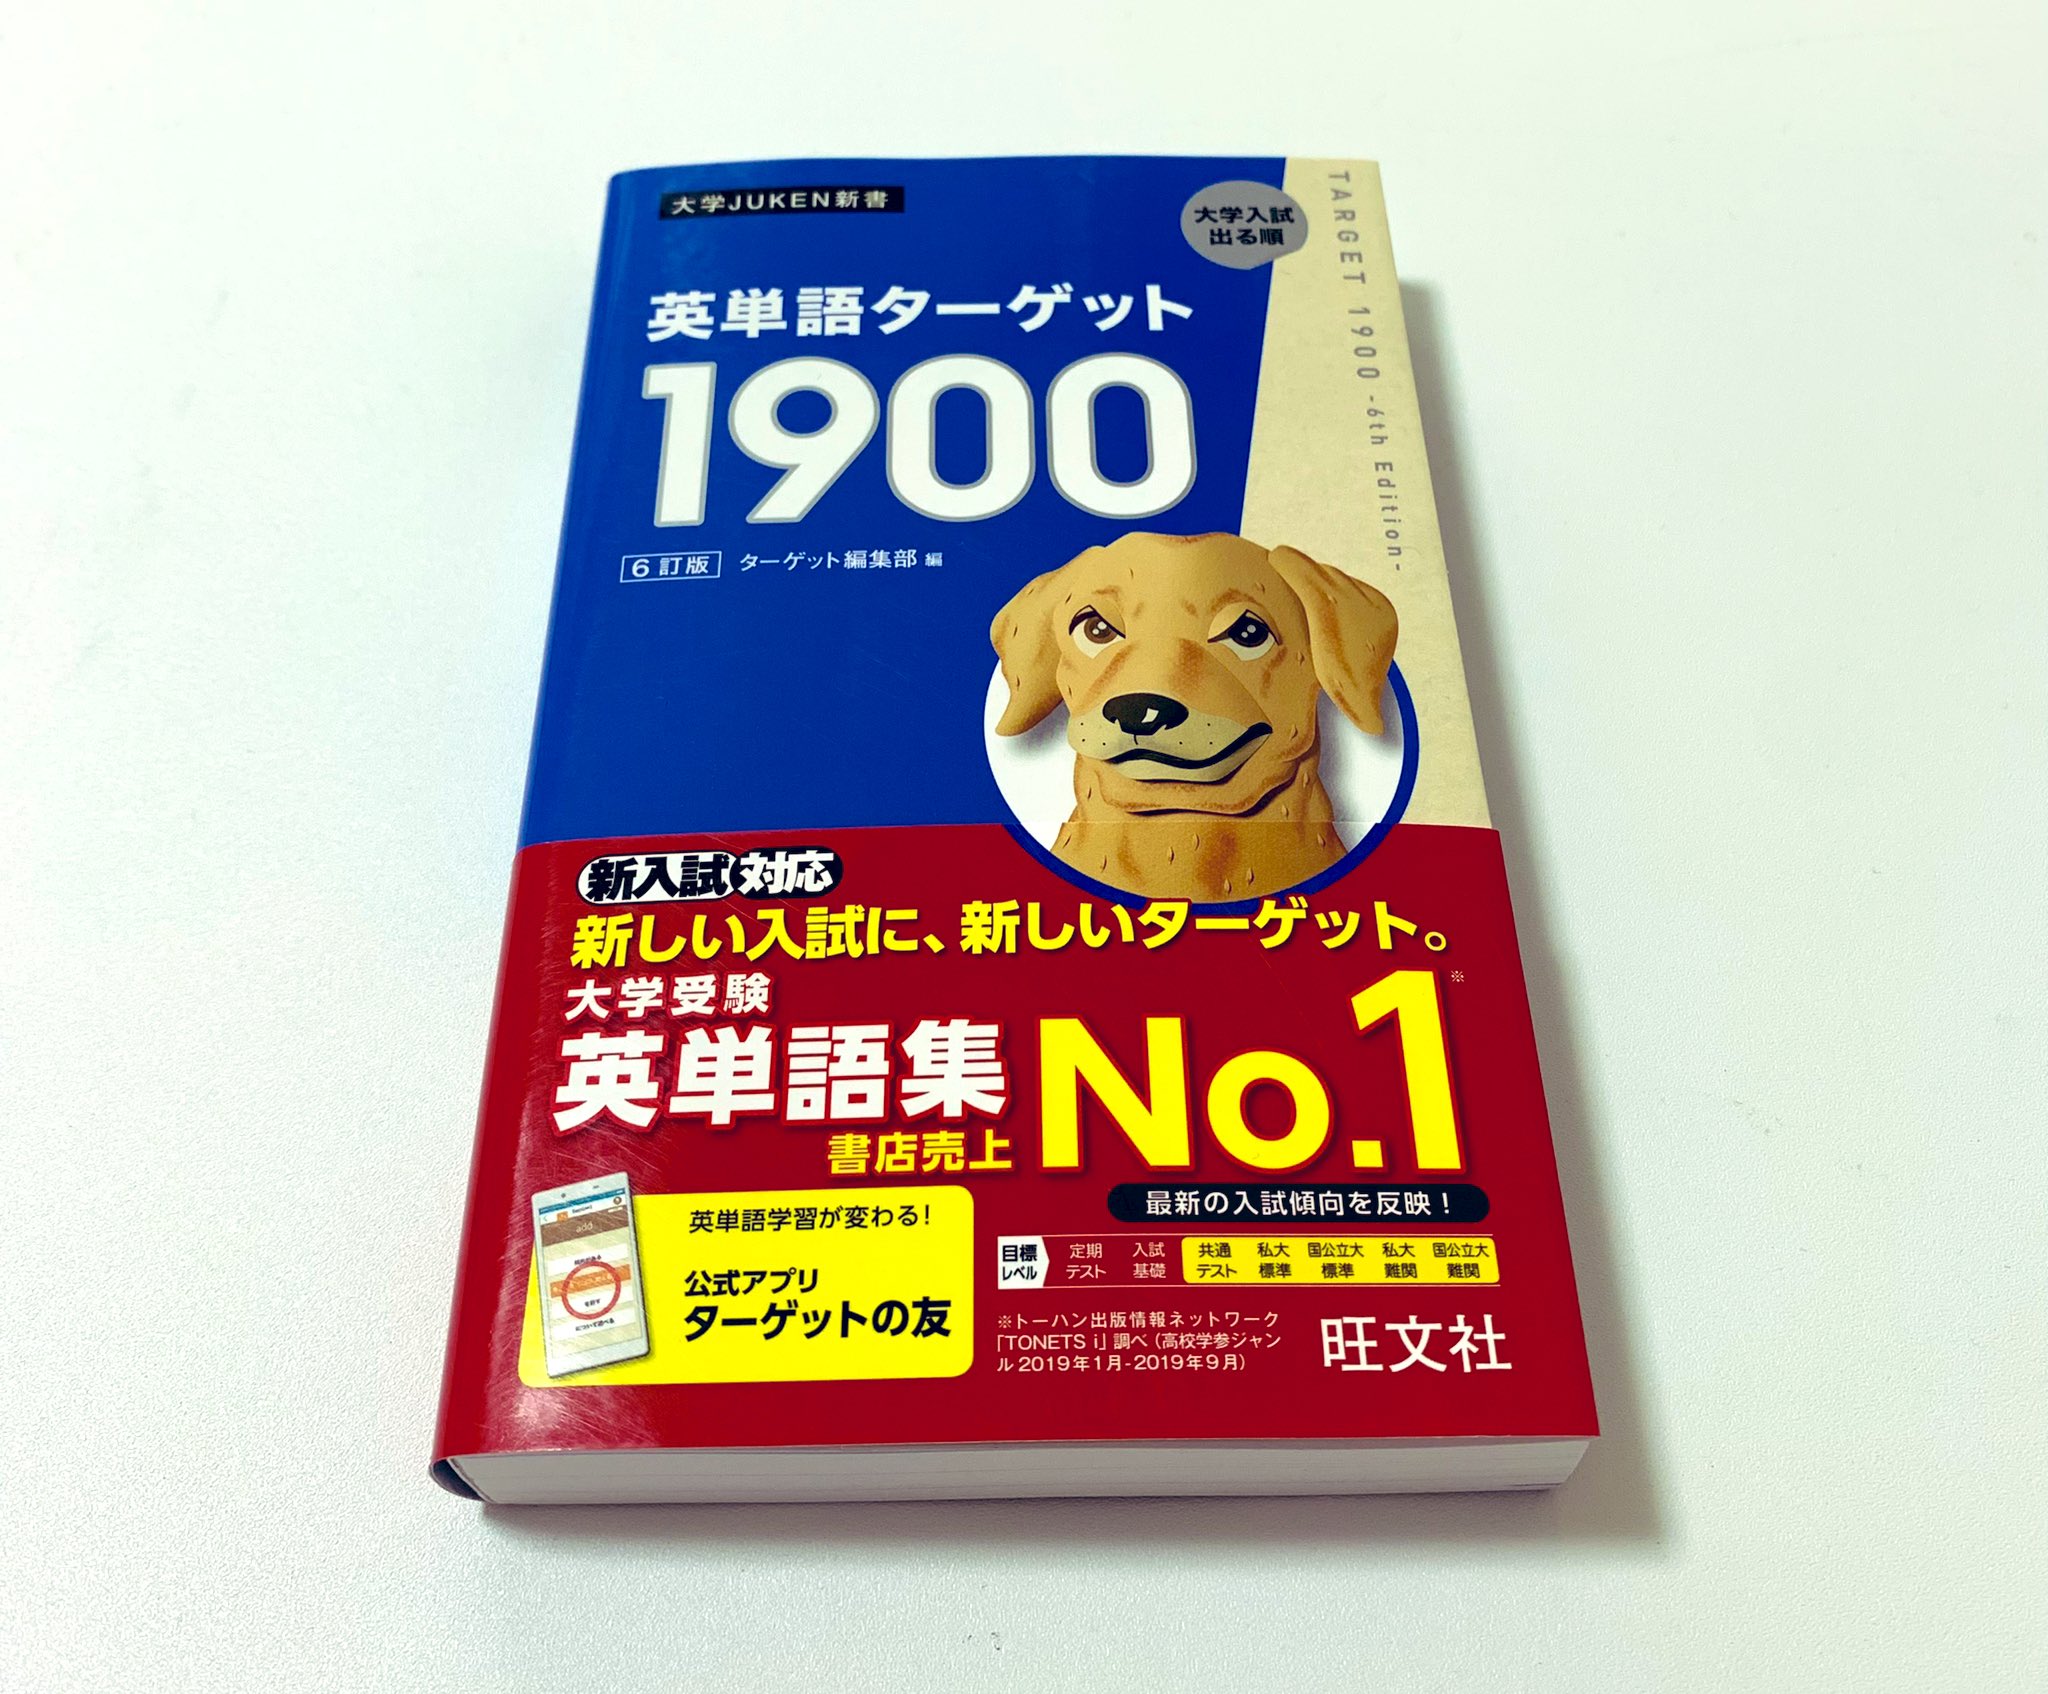 大学JUKEN新書
大学入試
出る順
TARGET 1900 -6th Edition-
英単語ターゲット
1900
6訂版 ターゲット編集部 編
新入試対応
新しい入試に、新しいターゲット。
大学受験
英単語集
書店売上
No.1※
最新の入試傾向を反映！
英単語学習が変わる！
公式アプリ
ターゲットの友
add
目標
レベル
定期
テスト
入試
基礎
共通
テスト
私大
標準
国公立大
標準
私大
難関
国公立大
難関
※トーハン出版情報ネットワーク
「TONETS i」調べ（高校学参ジャン
ル2019年1月-2019年9月）
旺文社